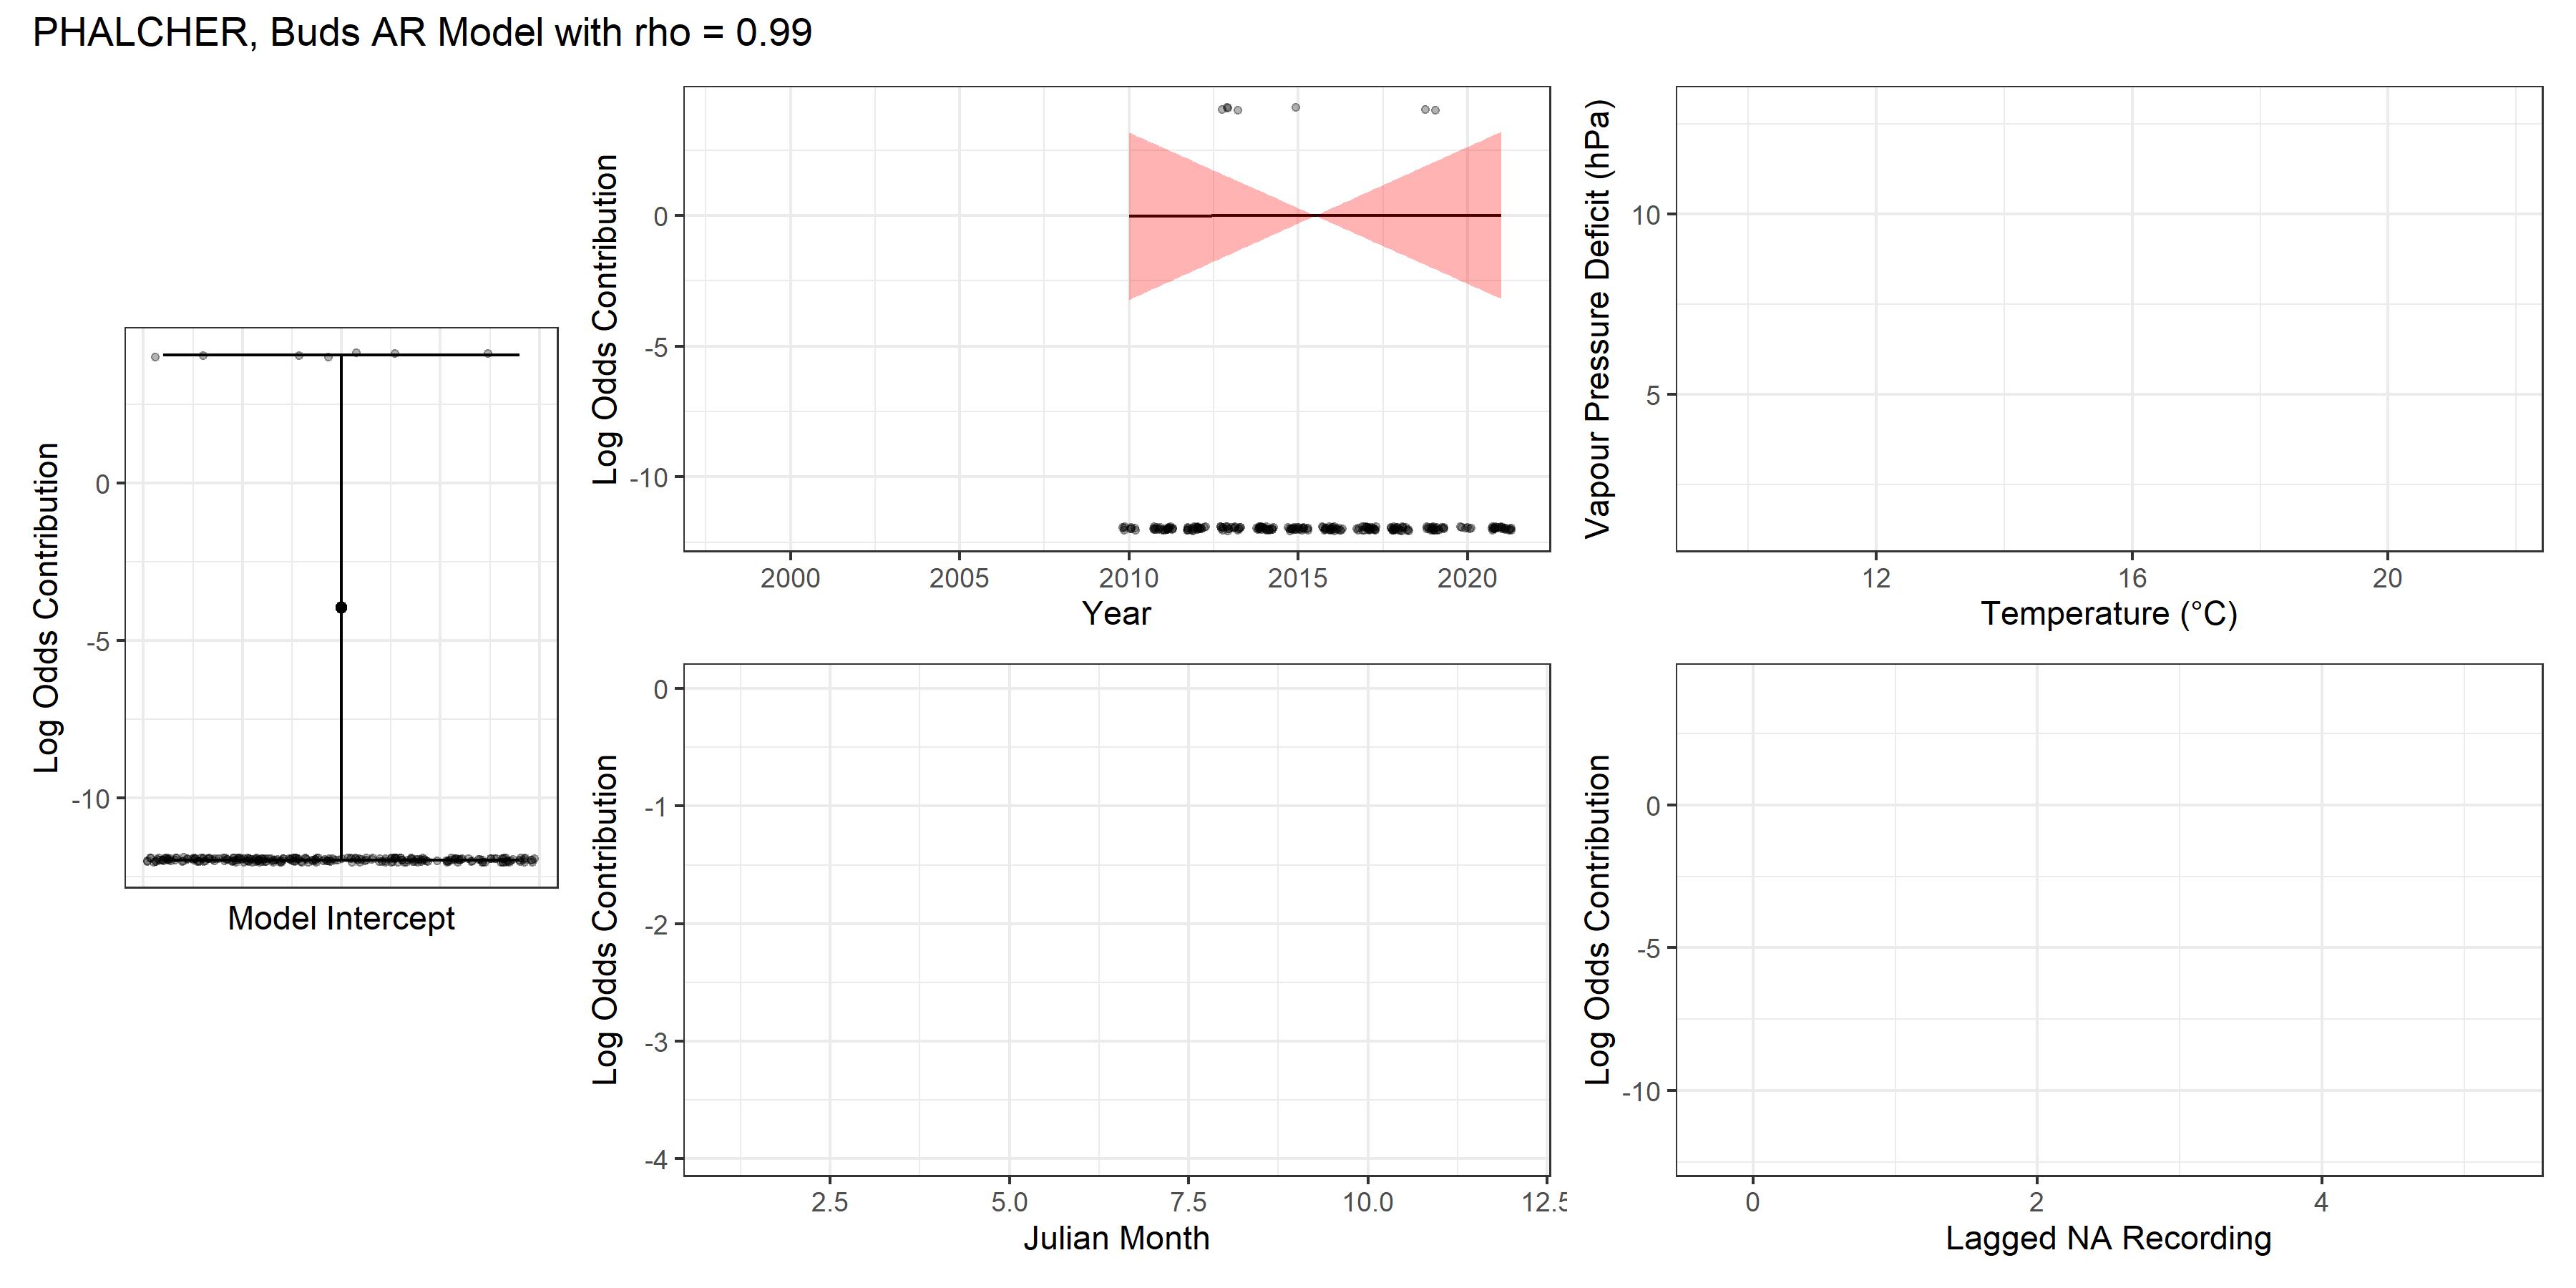 PHALCHER, Buds AR Model with rho = 0.99
Log Odds Contribution
0
-5
-10
Model Intercept
Log Odds Contribution
0
-5
-10
2000 2005 2010 2015 2020
Year
Vapour Pressure Deficit (hPa)
10
5
12 16 20
Temperature (°C)
Log Odds Contribution
0
-1
-2
-3
-4
2.5 5.0 7.5 10.0 12.5
Julian Month
Log Odds Contribution
0
-5
-10
0 2 4
Lagged NA Recording